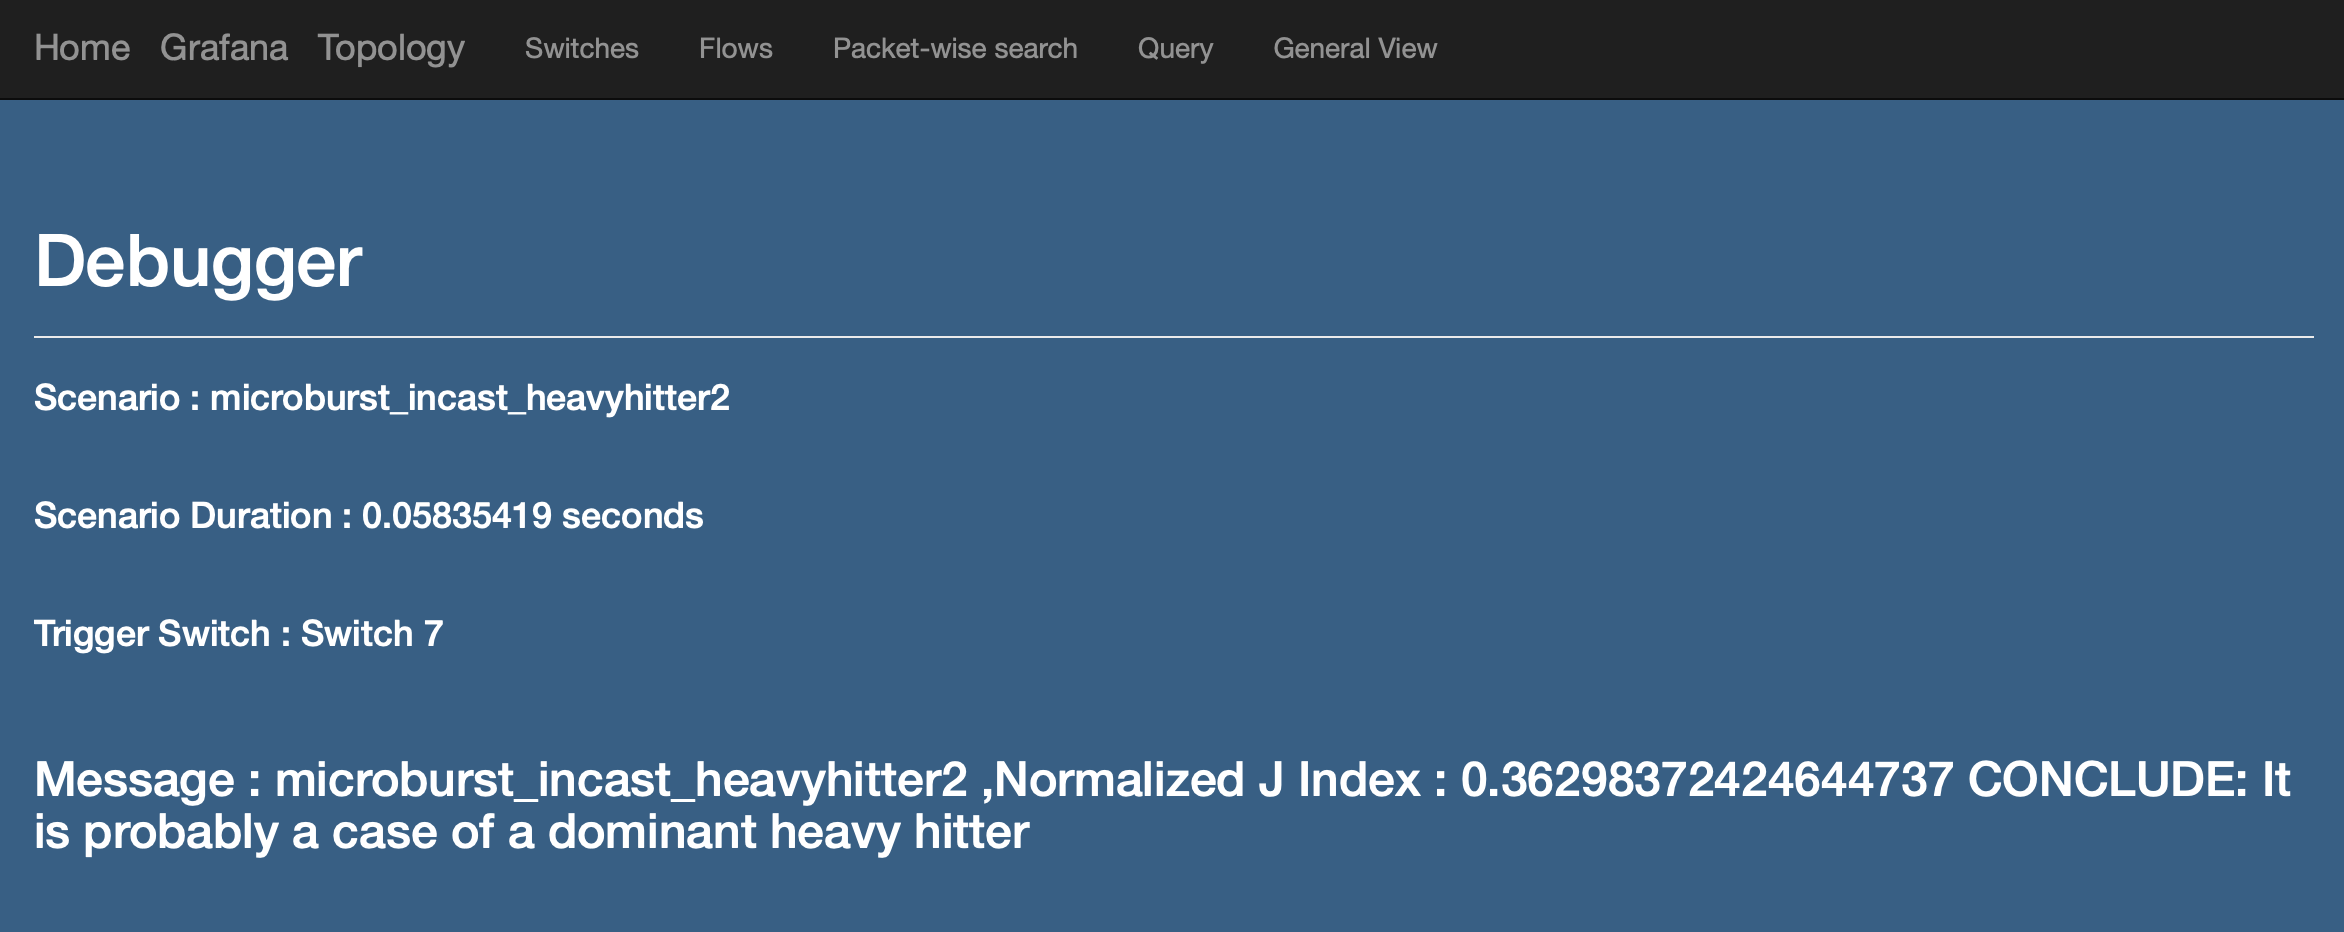 Home Grafana Topology Switches Flows Packet-wise search Query General View
Debugger
Scenario : microburst_incast_heavyhitter2
Scenario Duration : 0.05835419 seconds
Trigger Switch : Switch 7
Message : microburst_incast_heavyhitter2 ,Normalized J Index : 0.36298372424644737 CONCLUDE: It
is probably a case of a dominant heavy hitter